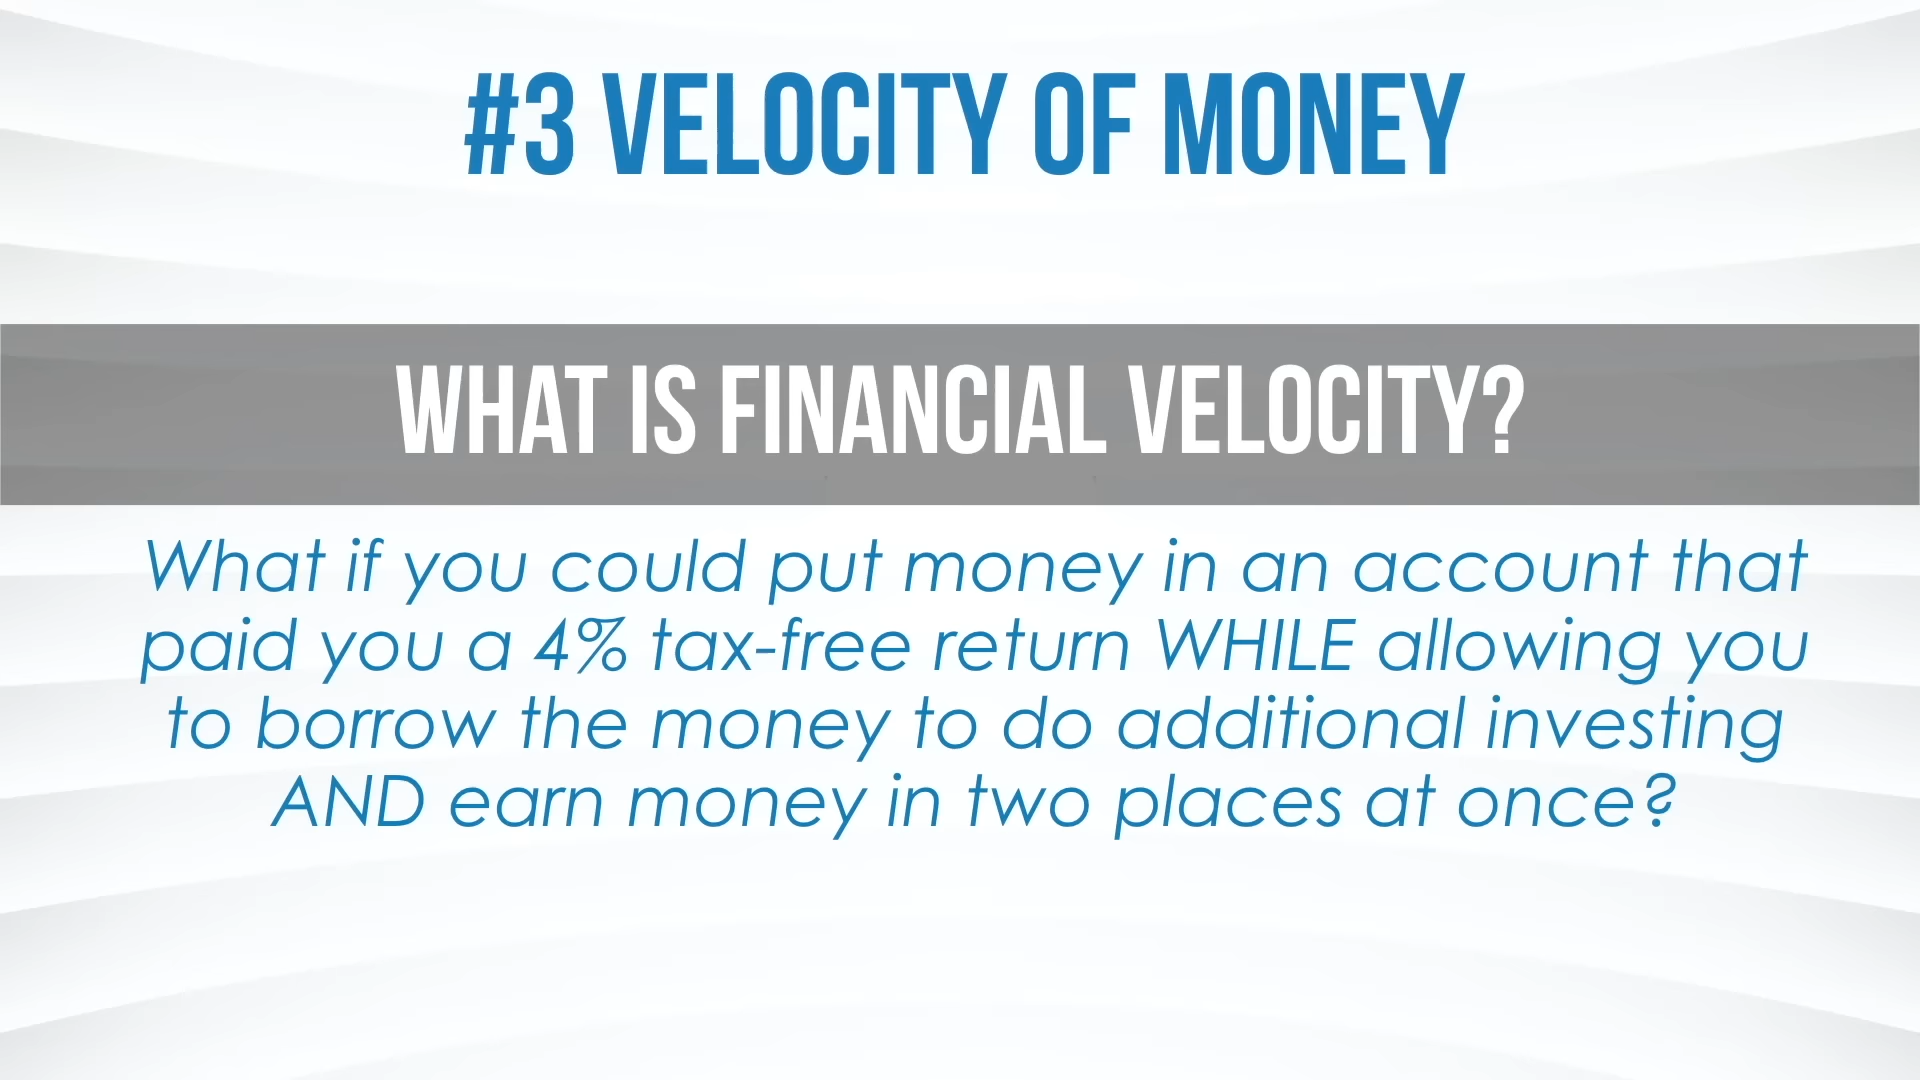 #3 VELOCITY OF MONEY
WHAT IS FINANCIAL VELOCITY?
What if you could put money in an account that
paid you a 4% tax-free return WHILE allowing you
to borrow the money to do additional investing
AND earn money in two places at once?